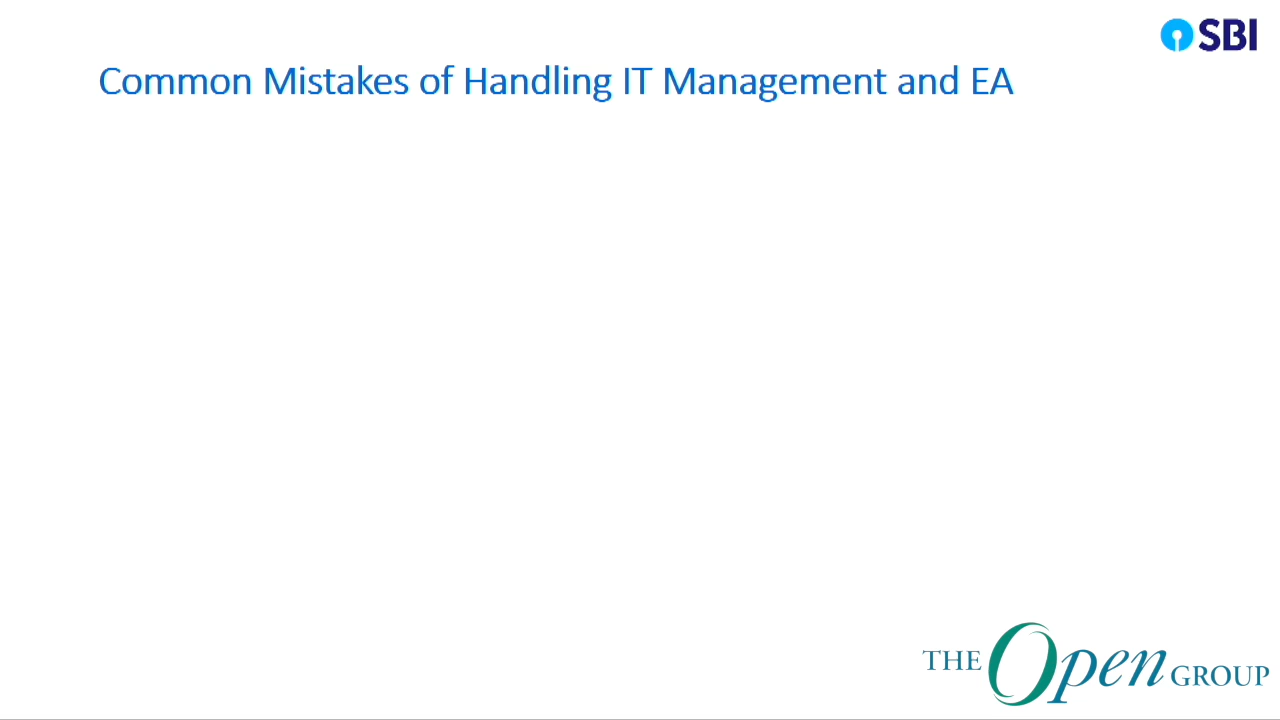 SBI
Common Mistakes of Handling IT Management and EA
THE Open GROUP